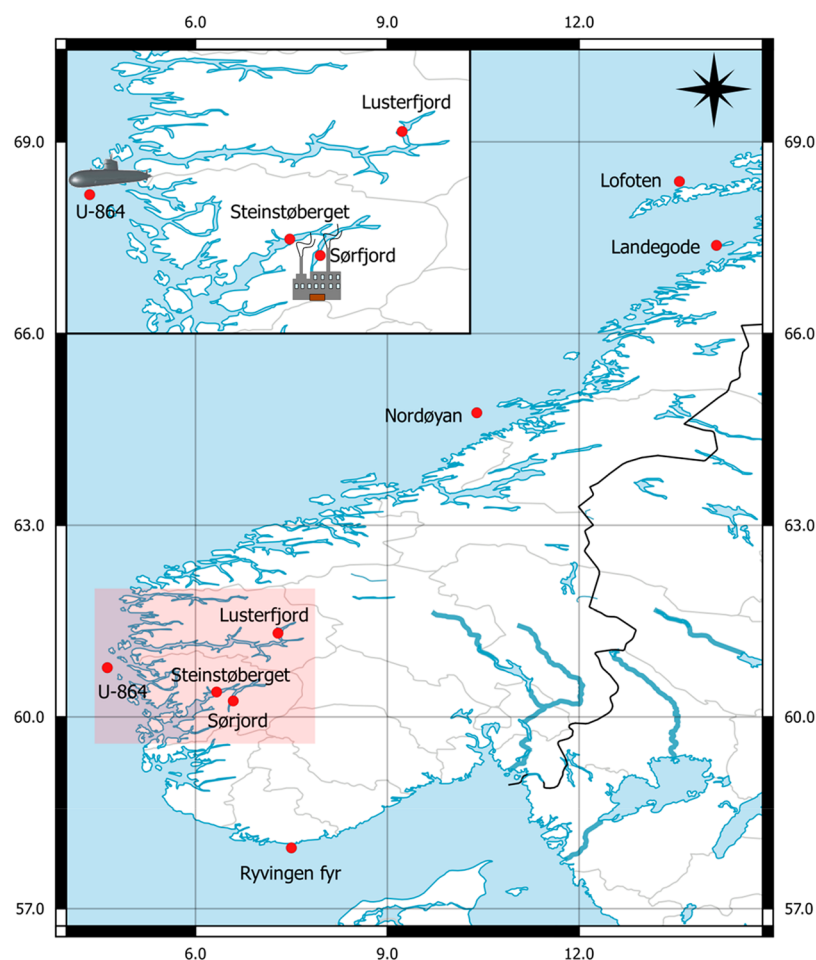 6.0 9.0 12.0
Lusterfjord
69.0 69.0
Lofoten
U-864
Steinstøberget
Landegode
Sørfjord
66.0 66.0
Nordøyan
63.0 63.0
Lusterfjord
Steinstøberget
U-864
Sørjord
60.0 60.0
Ryvingen fyr
57.0 57.0
6.0 9.0 12.0